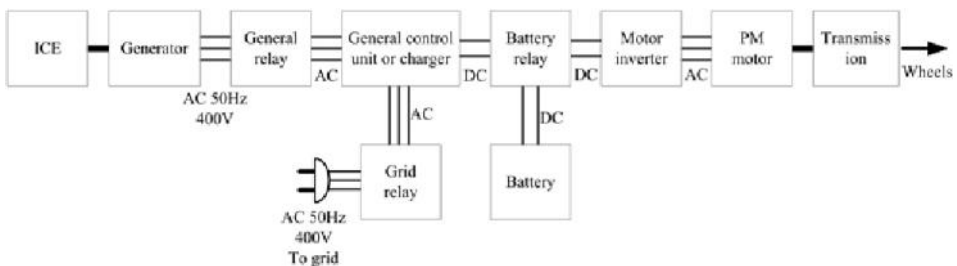 ICE
Generator
General
relay
General control
unit or charger
Battery
relay
Motor
inverter
PM
motor
Transmiss
ion
Wheels
AC
DC
DC
AC
AC 50Hz
400V
AC
DC
Grid
relay
Battery
AC 50Hz
400V
To grid